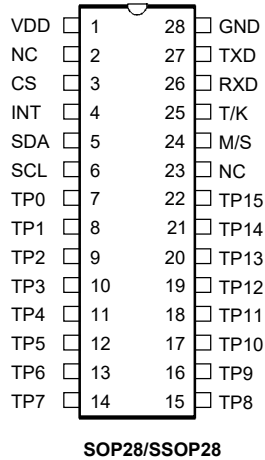 VDD 1 28 GND
NC 2 27 TXD
CS 3 26 RXD
INT 4 25 T/K
SDA 5 24 M/S
SCL 6 23 NC
TP0 7 22 TP15
TP1 8 21 TP14
TP2 9 20 TP13
TP3 10 19 TP12
TP4 11 18 TP11
TP5 12 17 TP10
TP6 13 16 TP9
TP7 14 15 TP8
SOP28/SSOP28